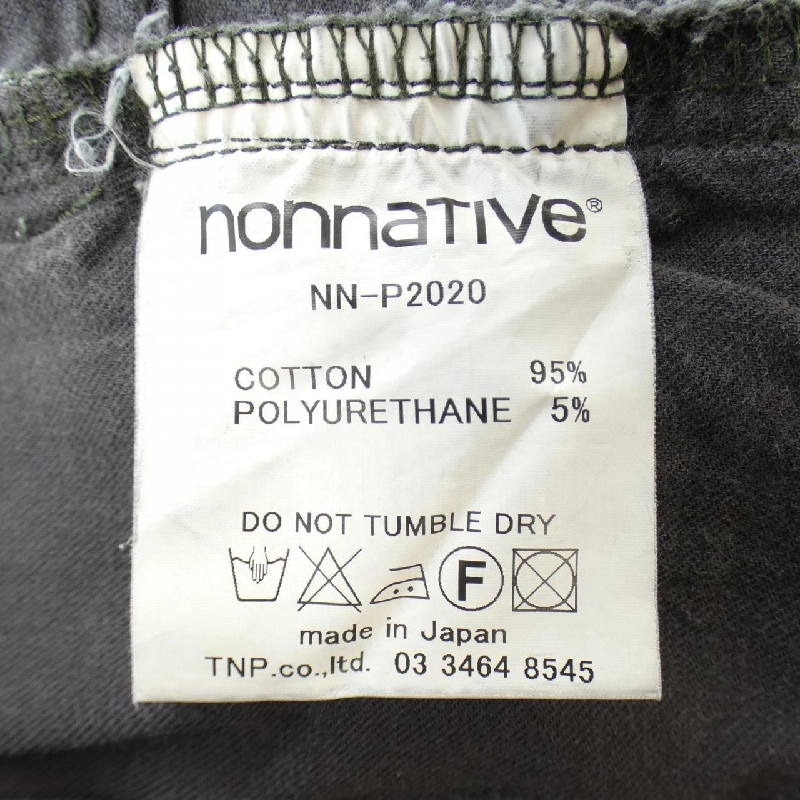 nonnative®
NN-P2020
COTTON 95%
POLYURETHANE 5%
DO NOT TUMBLE DRY
F
made in Japan
TNP.co.,ltd. 03 3464 8545